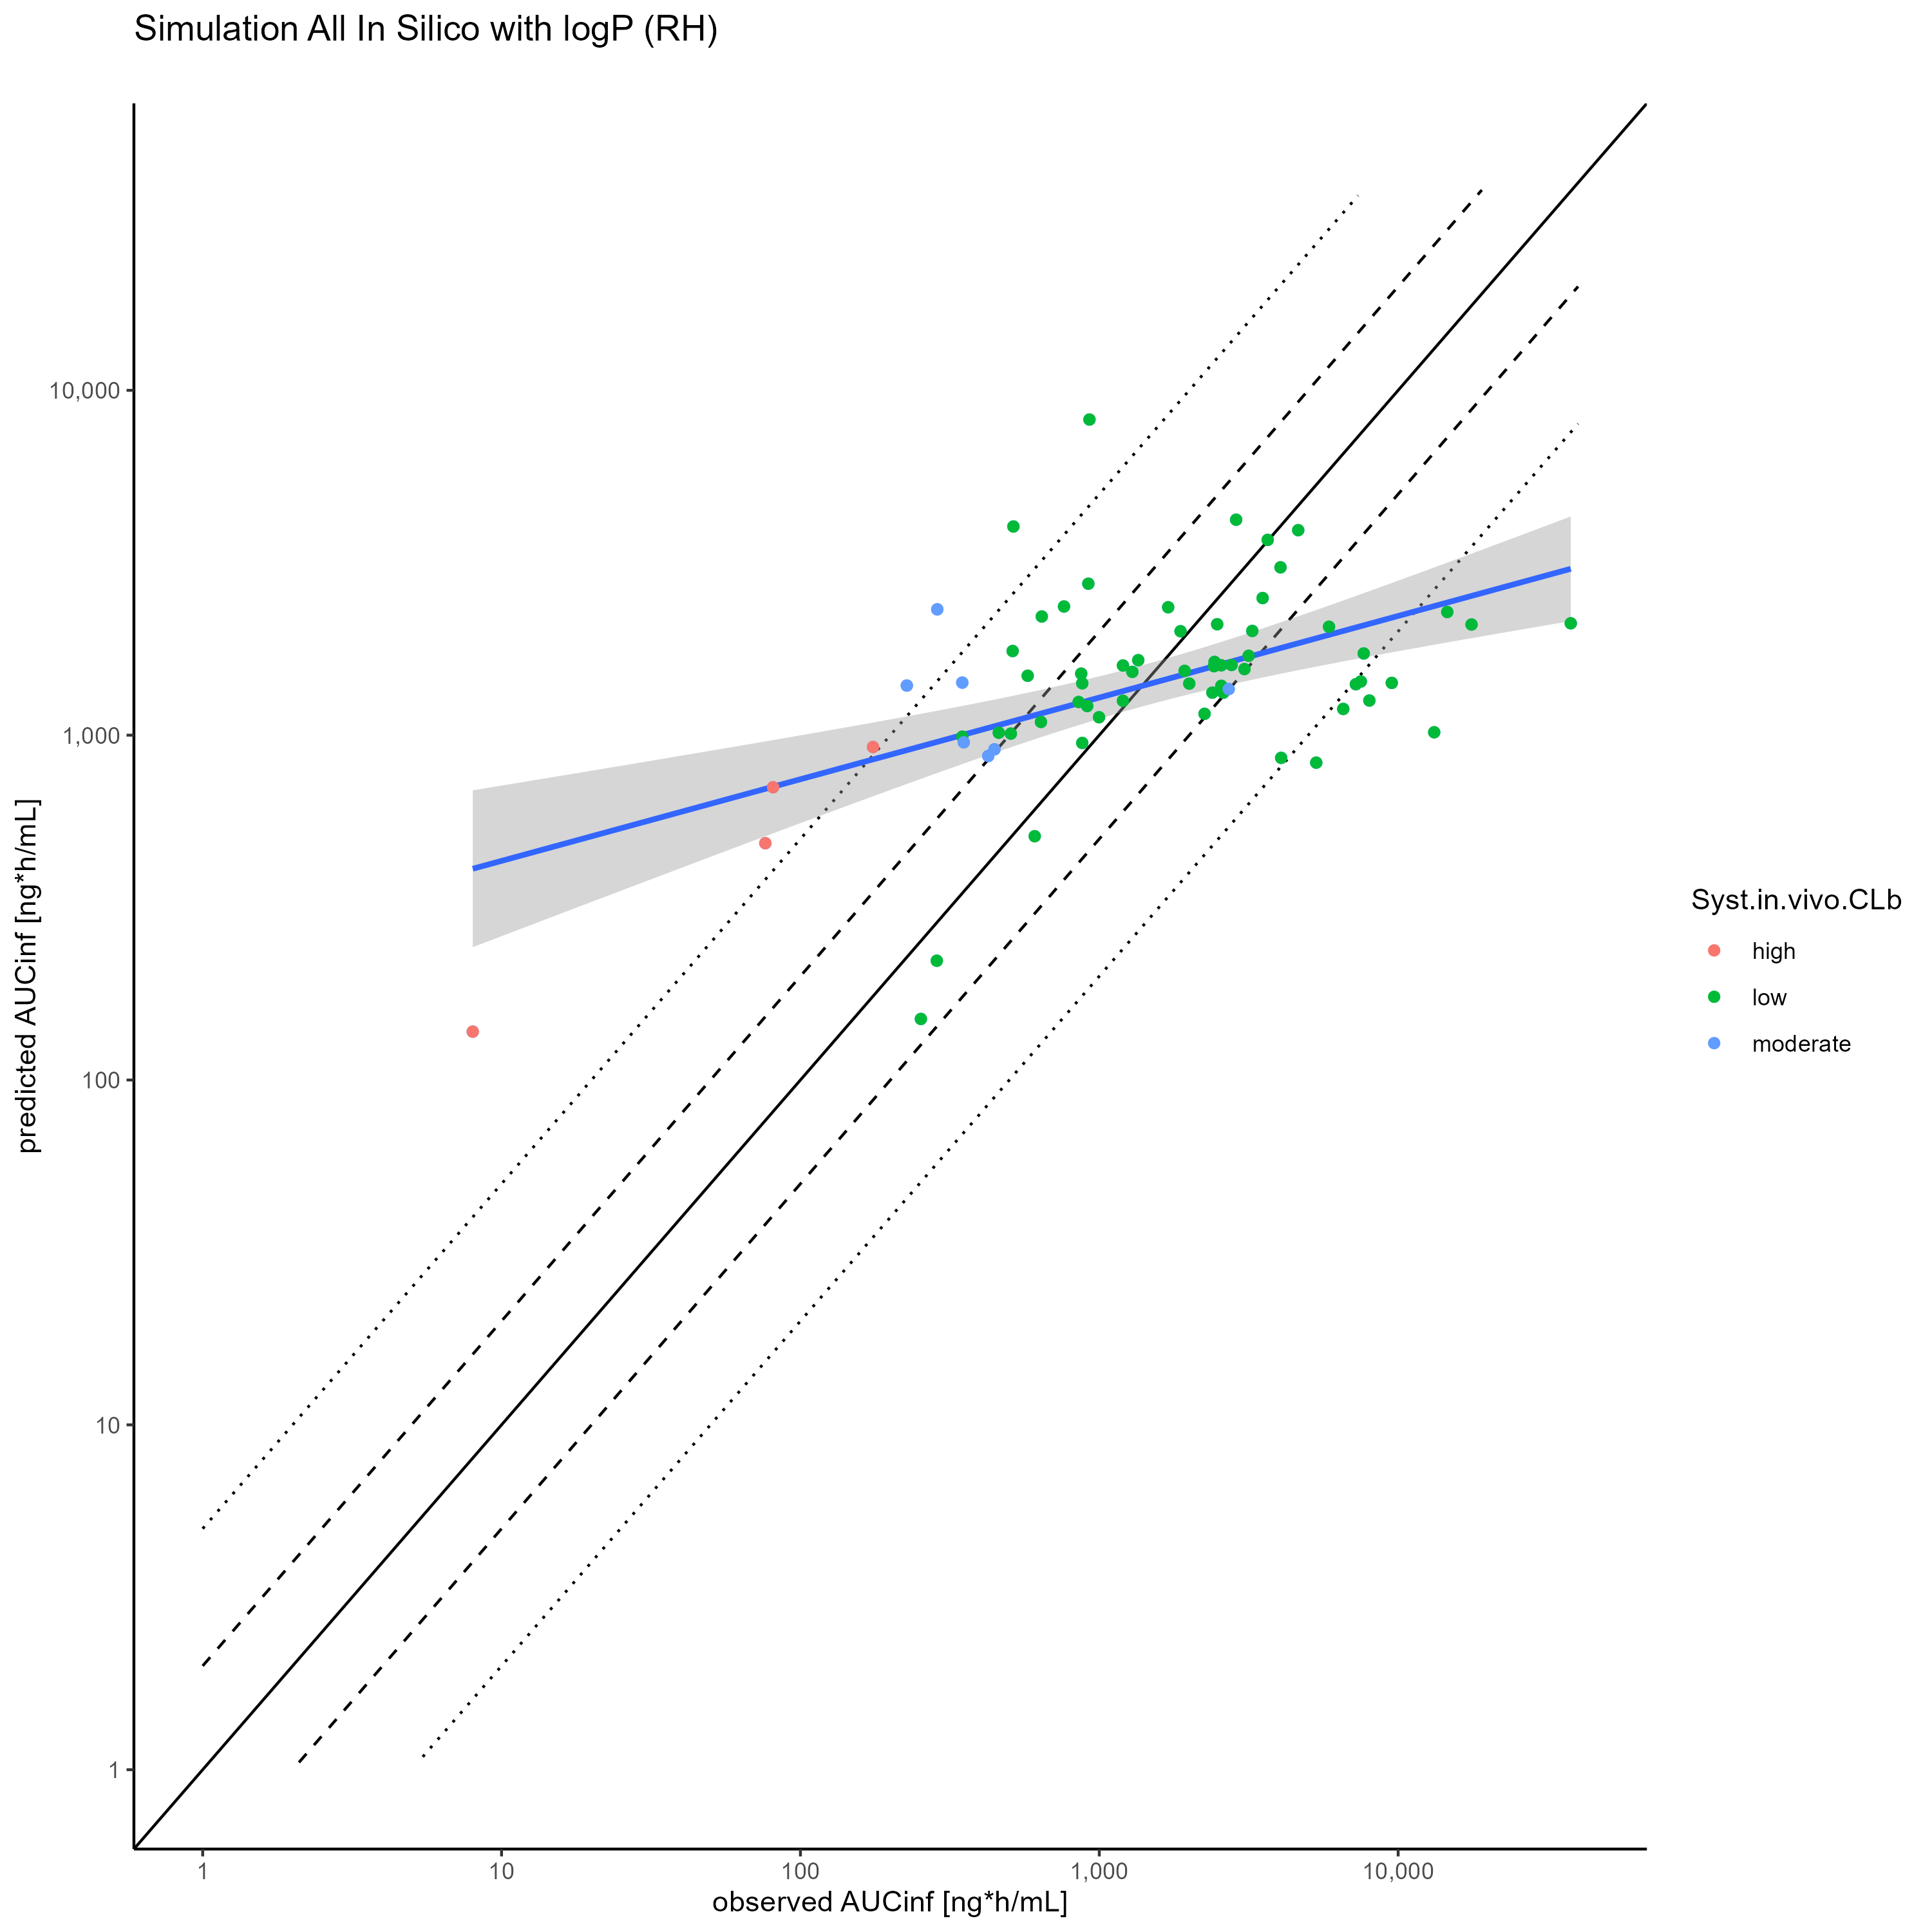 Simulation All In Silico with logP (RH)
predicted AUCinf [ng*h/mL]
10,000
1,000
100
10
1
1
10
100
1,000
10,000
observed AUCinf [ng*h/mL]
Syst.in.vivo.CLb
high
low
moderate